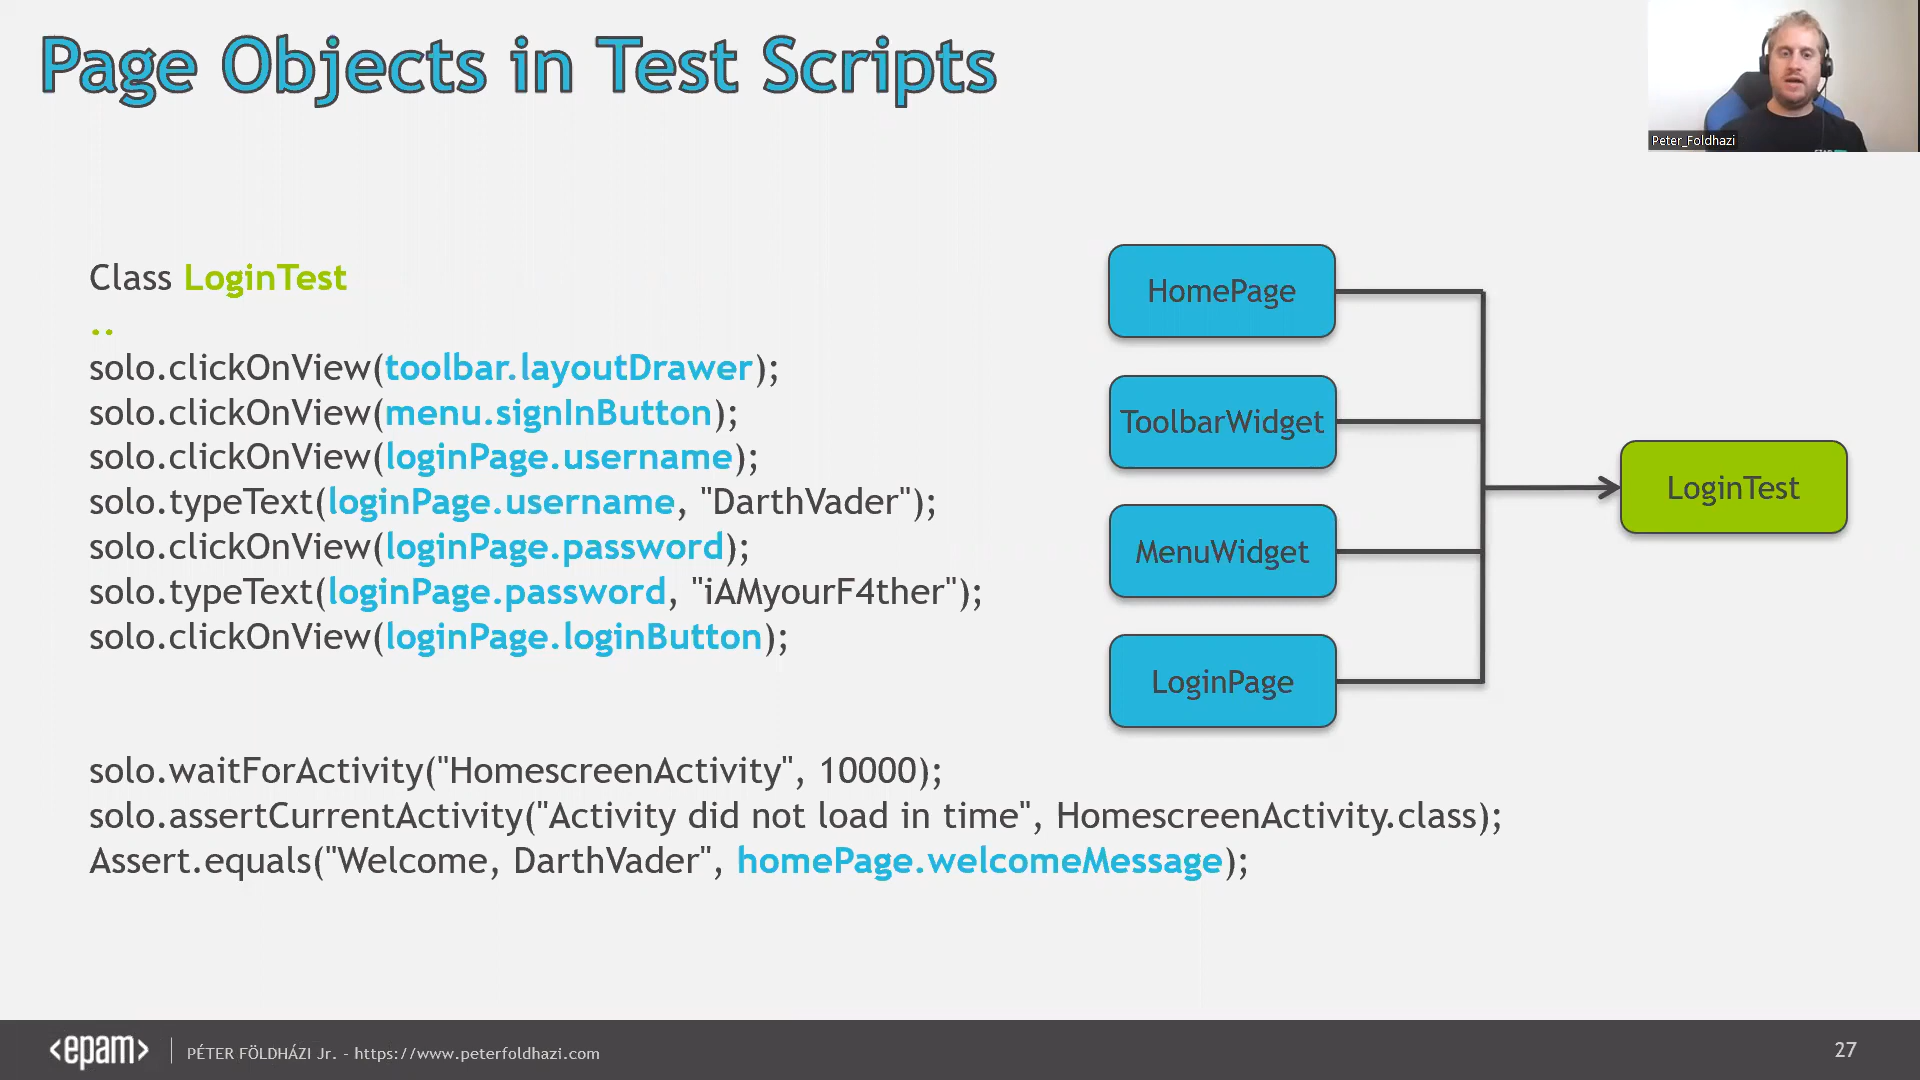 Page Objects in Test Scripts
Peter_Foldhazi
Class LoginTest
..
solo.clickOnView(toolbar.layoutDrawer);
solo.clickOnView(menu.signInButton);
solo.clickOnView(loginPage.username);
solo.typeText(loginPage.username, "DarthVader");
solo.clickOnView(loginPage.password);
solo.typeText(loginPage.password, "iAMyourF4ther");
solo.clickOnView(loginPage.loginButton);
solo.waitForActivity("HomescreenActivity", 10000);
solo.assertCurrentActivity("Activity did not load in time", HomescreenActivity.class);
Assert.equals("Welcome, DarthVader", homePage.welcomeMessage);
HomePage
ToolbarWidget
MenuWidget
LoginPage
LoginTest
<epam>
PÉTER FÖLDHÁZI Jr. - https://www.peterfoldhazi.com
27